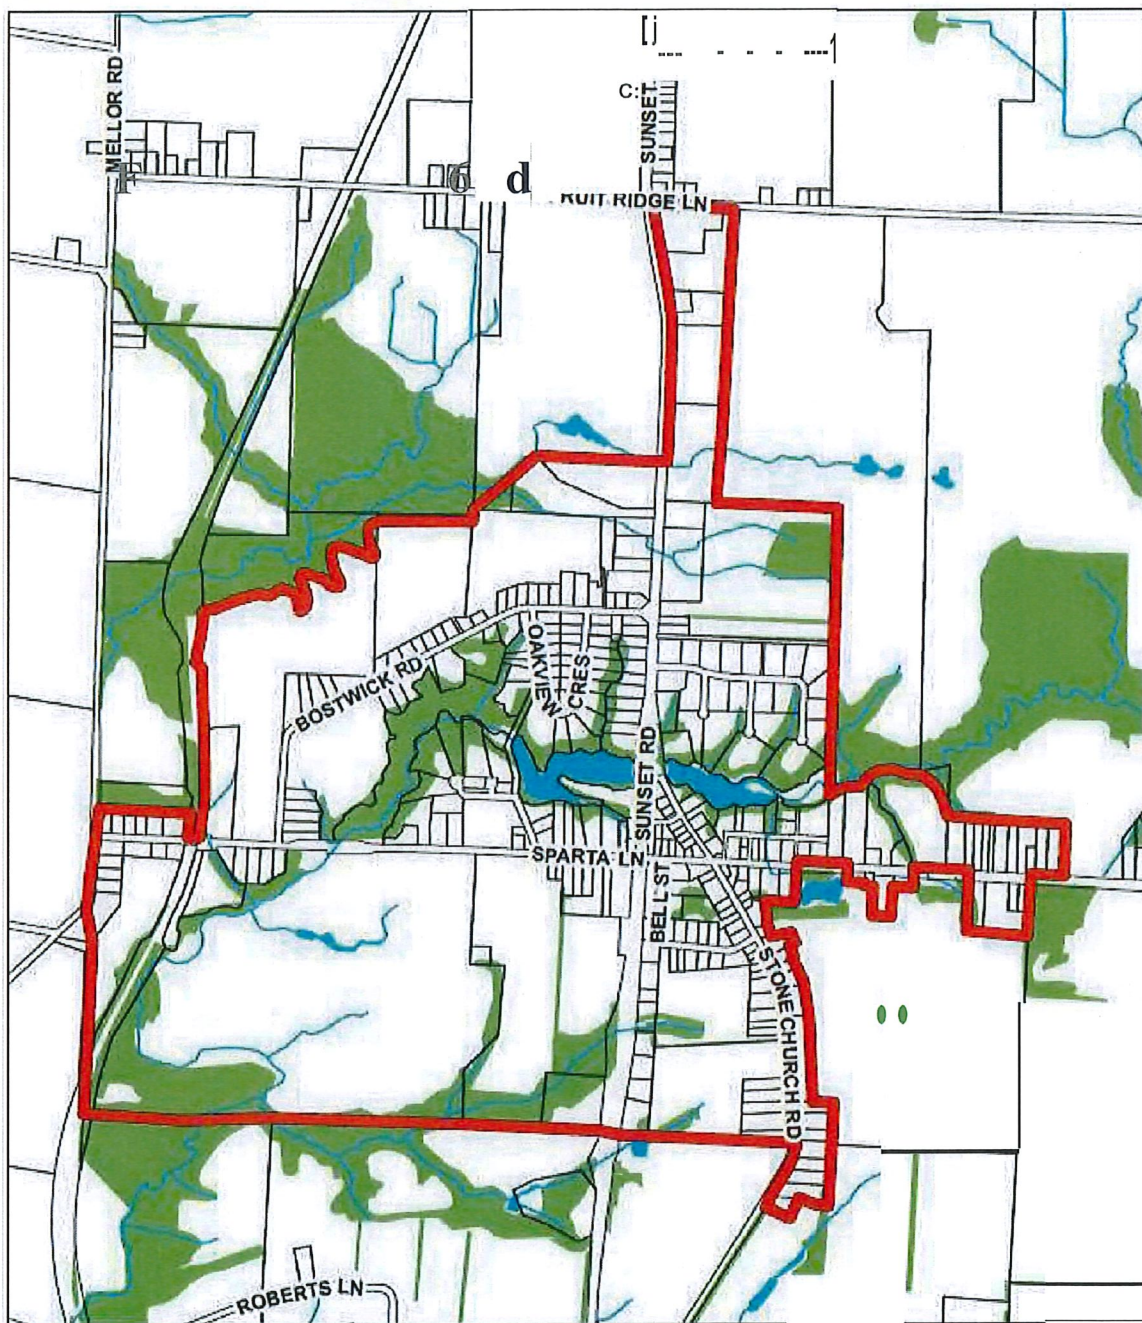 [j
C:
MELLOR RD
SUNSET
6 d
RUIT RIDGE LN
OAKVIEW
CRES
BOSTWICK RD
SUNSET RD
SPARTA LN
BELL ST
STONE CHURCH RD
ROBERTS LN